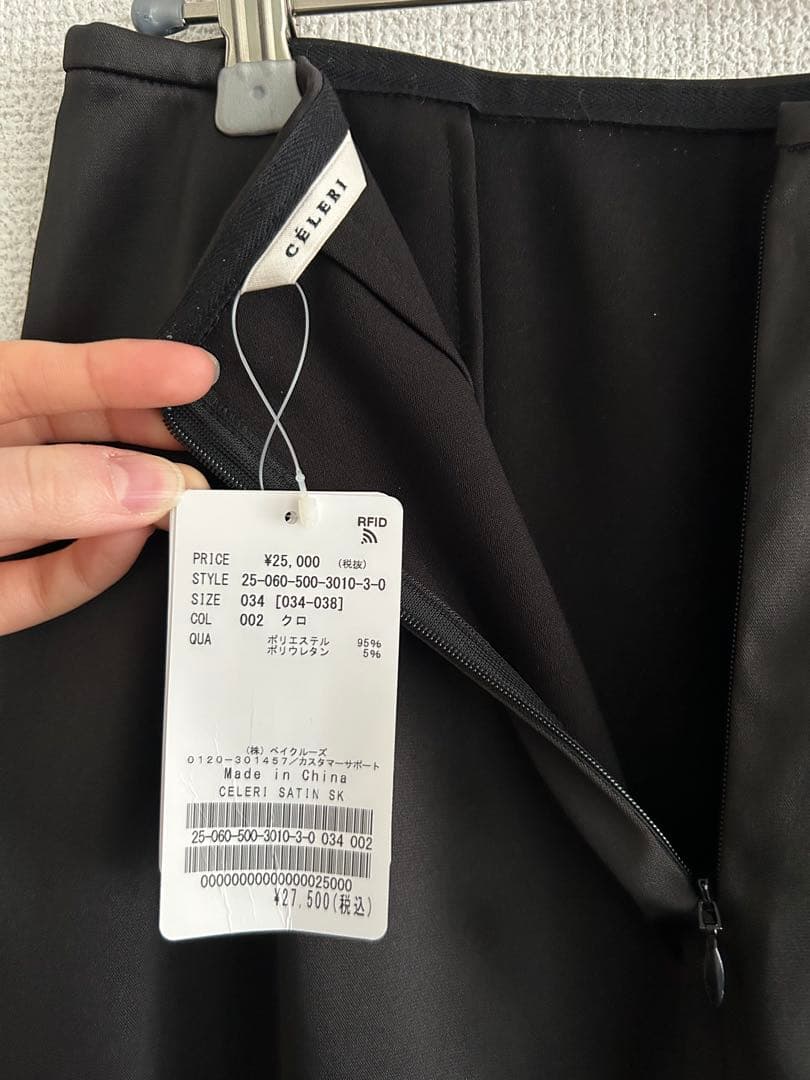 CÉLERI
RFID
PRICE ¥25,000 (税抜)
STYLE 25-060-500-3010-3-0
SIZE 034 [034-038]
COL 002 クロ
QUA ポリエステル 95%
ポリウレタン 5%
(株)ベイクルーズ
0120-301457/カスタマーサポート
Made in China
CELERI SATIN SK
25-060-500-3010-3-0 034 002
00000000000000025000
¥27,500(税込)